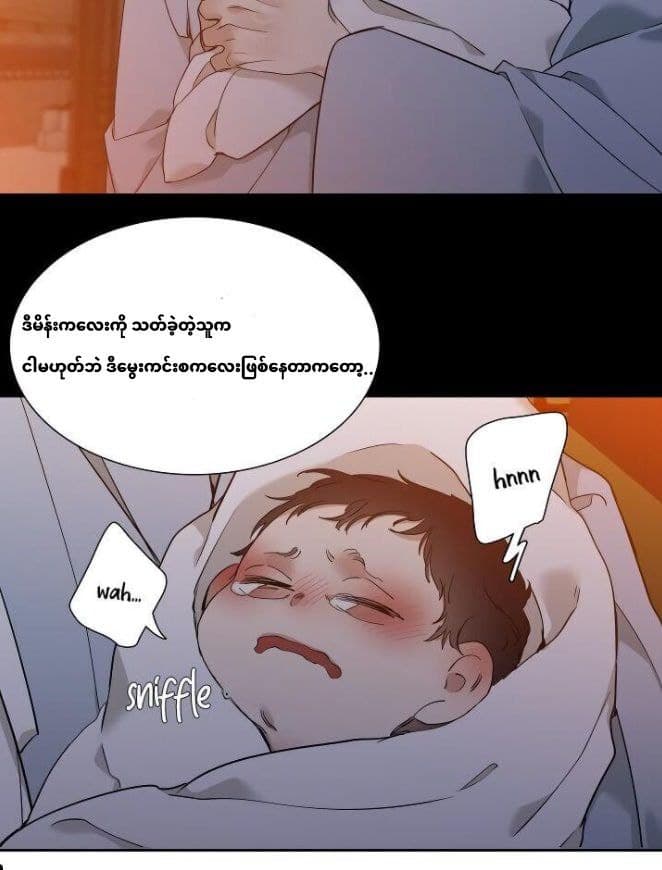 ဒီမိန်းကလေးကို သတ်ခဲ့တဲ့သူက
ငါမဟုတ်ဘဲ ဒီမွေးကင်းစကလေးဖြစ်နေတာကတော့..
hnnn
wah...
sniffle